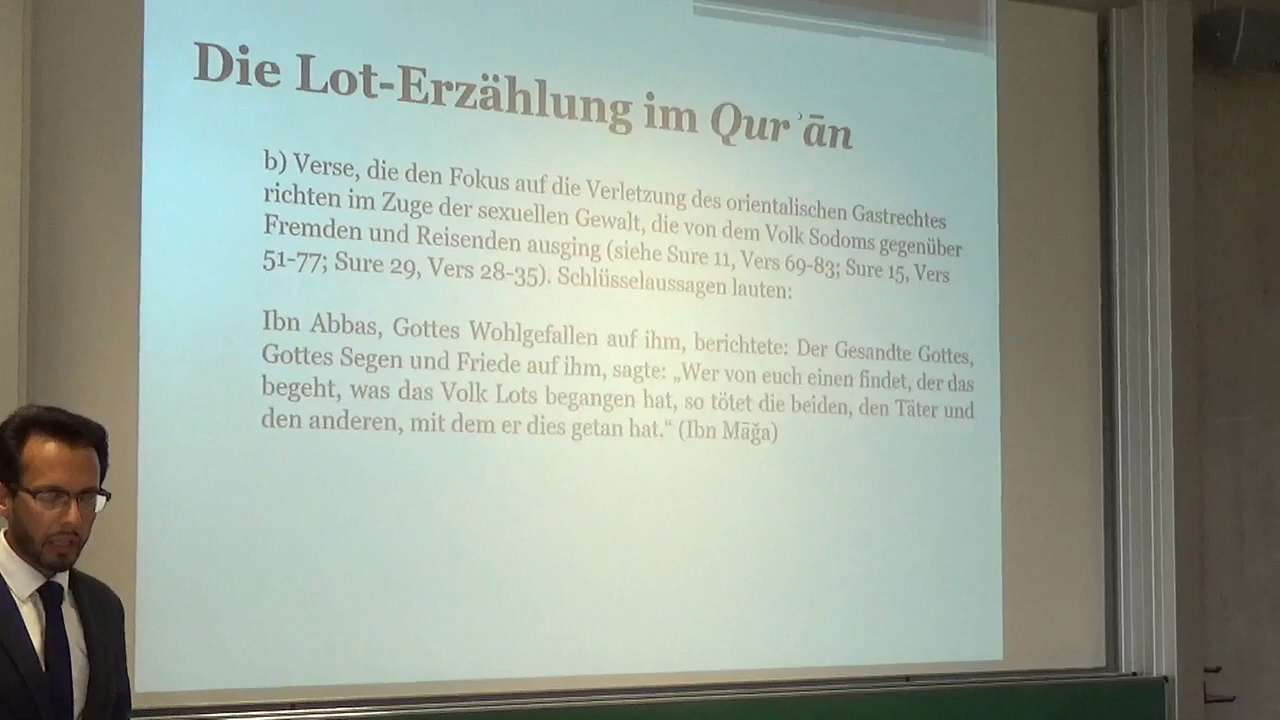 Die Lot-Erzählung im Qurʾān
b) Verse, die den Fokus auf die Verletzung des orientalischen Gastrechtes
richten im Zuge der sexuellen Gewalt, die von dem Volk Sodoms gegenüber
Fremden und Reisenden ausging (siehe Sure 11, Vers 69-83; Sure 15, Vers
51-77; Sure 29, Vers 28-35). Schlüsselaussagen lauten:
Ibn Abbas, Gottes Wohlgefallen auf ihm, berichtete: Der Gesandte Gottes,
Gottes Segen und Friede auf ihm, sagte: „Wer von euch einen findet, der das
begeht, was das Volk Lots begangen hat, so tötet die beiden, den Täter und
den anderen, mit dem er dies getan hat.“ (Ibn Māǧa)